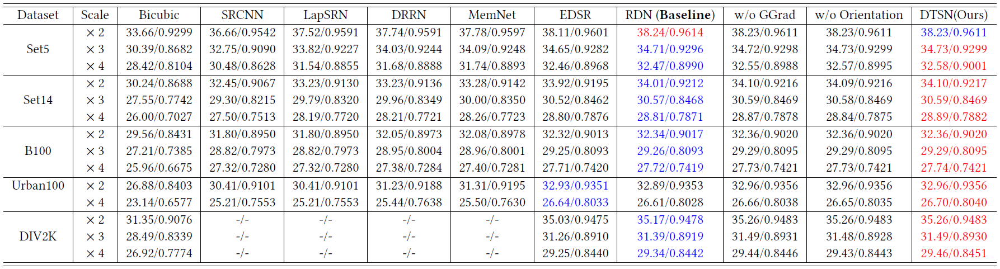 Dataset Scale Bicubic SRCNN LapSRN DRRN MemNet EDSR RDN (Baseline) w/o GGrad w/o Orientation DTSN(Ours)
× 2 33.66/0.9299 36.66/0.9542 37.52/0.9591 37.74/0.9591 37.78/0.9597 38.11/0.9601 38.24/0.9614 38.23/0.9611 38.23/0.9611 38.23/0.9611
Set5 × 3 30.39/0.8682 32.75/0.9090 33.82/0.9227 34.03/0.9244 34.09/0.9248 34.65/0.9282 34.71/0.9296 34.72/0.9298 34.73/0.9299 34.73/0.9299
× 4 28.42/0.8104 30.48/0.8628 31.54/0.8855 31.68/0.8888 31.74/0.8893 32.46/0.8968 32.47/0.8990 32.55/0.8988 32.57/0.8995 32.58/0.9001
× 2 30.24/0.8688 32.45/0.9067 33.23/0.9130 33.23/0.9136 33.28/0.9142 33.92/0.9195 34.01/0.9212 34.10/0.9216 34.09/0.9216 34.10/0.9217
Set14 × 3 27.55/0.7742 29.30/0.8215 29.79/0.8320 29.96/0.8349 30.00/0.8350 30.52/0.8462 30.57/0.8468 30.59/0.8469 30.58/0.8469 30.59/0.8469
× 4 26.00/0.7027 27.50/0.7513 28.19/0.7720 28.21/0.7721 28.26/0.7723 28.80/0.7876 28.81/0.7871 28.87/0.7878 28.84/0.7875 28.89/0.7882
× 2 29.56/0.8431 31.80/0.8950 31.80/0.8950 32.05/0.8973 32.08/0.8978 32.32/0.9013 32.34/0.9017 32.36/0.9020 32.36/0.9020 32.36/0.9020
B100 × 3 27.21/0.7385 28.82/0.7973 28.82/0.7973 28.95/0.8004 28.96/0.8001 29.25/0.8093 29.26/0.8093 29.29/0.8095 29.29/0.8095 29.29/0.8095
× 4 25.96/0.6675 27.32/0.7280 27.32/0.7280 27.38/0.7284 27.40/0.7281 27.71/0.7420 27.72/0.7419 27.73/0.7421 27.73/0.7421 27.74/0.7421
Urban100 × 2 26.88/0.8403 30.41/0.9101 30.41/0.9101 31.23/0.9188 31.31/0.9195 32.93/0.9351 32.89/0.9353 32.96/0.9356 32.96/0.9356 32.96/0.9356
× 4 23.14/0.6577 25.21/0.7553 25.21/0.7553 25.44/0.7638 25.50/0.7630 26.64/0.8033 26.61/0.8028 26.66/0.8038 26.65/0.8035 26.70/0.8040
× 2 31.35/0.9076 -/- -/- -/- -/- 35.03/0.9475 35.17/0.9478 35.26/0.9483 35.26/0.9483 35.26/0.9483
DIV2K × 3 28.49/0.8339 -/- -/- -/- -/- 31.26/0.8910 31.39/0.8919 31.49/0.8931 31.48/0.8928 31.49/0.8930
× 4 26.92/0.7774 -/- -/- -/- -/- 29.25/0.8440 29.34/0.8442 29.44/0.8446 29.43/0.8443 29.46/0.8451